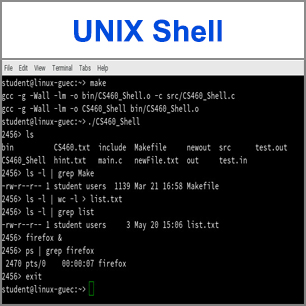 UNIX Shell
File Edit View Terminal Tabs Help
student@linux-guec:~> make
gcc -g -Wall -lm -o bin/CS460_Shell.o -c src/CS460_Shell.c
gcc -g -Wall -lm -o CS460_Shell bin/CS460_Shell.o
student@linux-guec:~> ./CS460_Shell
2456> ls
bin CS460.txt include Makefile newout src test.out
CS460_Shell hint.txt main.c newFile.txt out test.in
2456> ls -l | grep Make
-rw-r--r-- 1 student users 1139 Mar 21 16:58 Makefile
2456> ls -l | wc -l > list.txt
2456> ls -l | grep list
-rw-r--r-- 1 student users 3 May 20 15:06 list.txt
2456> firefox &
2456> ps | grep firefox
2470 pts/0 00:00:07 firefox
2456> exit
student@linux-guec:~>